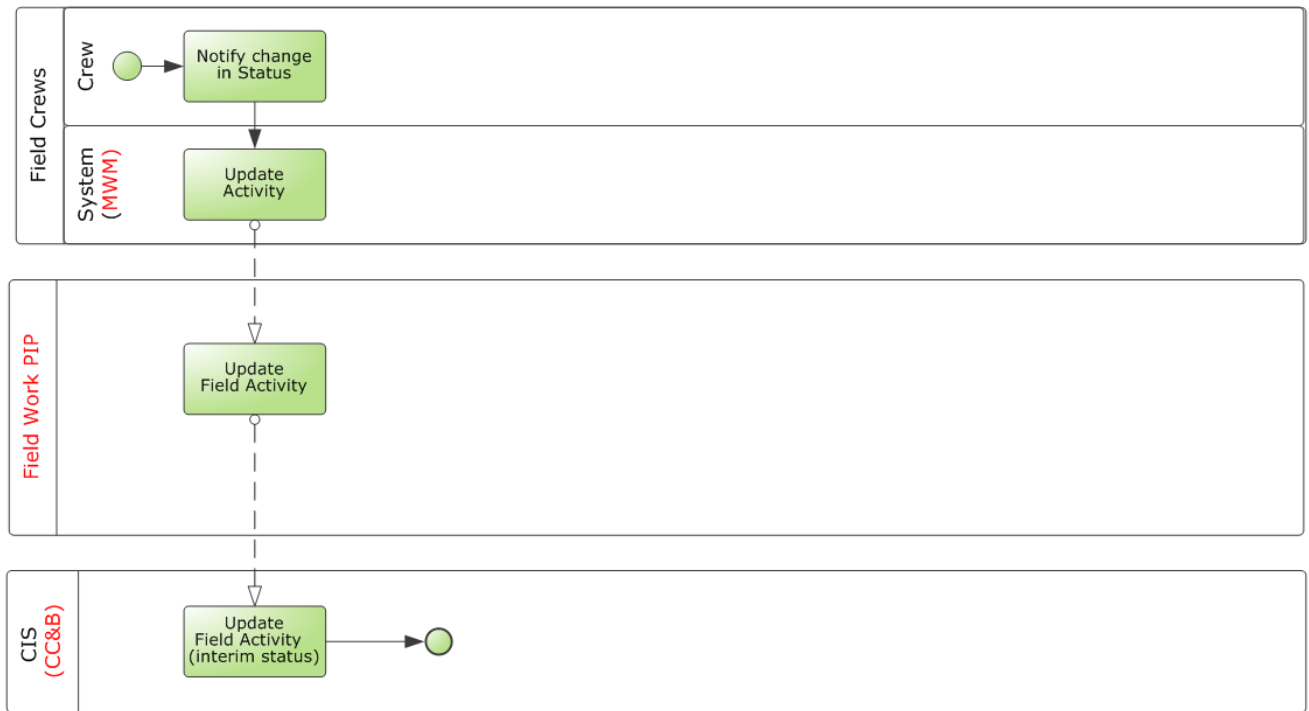 Field Crews
Crew
Notify change
in Status
System
(MWM)
Update
Activity
Field Work PIP
Update
Field Activity
CIS
(CC&B)
Update
Field Activity
(interim status)